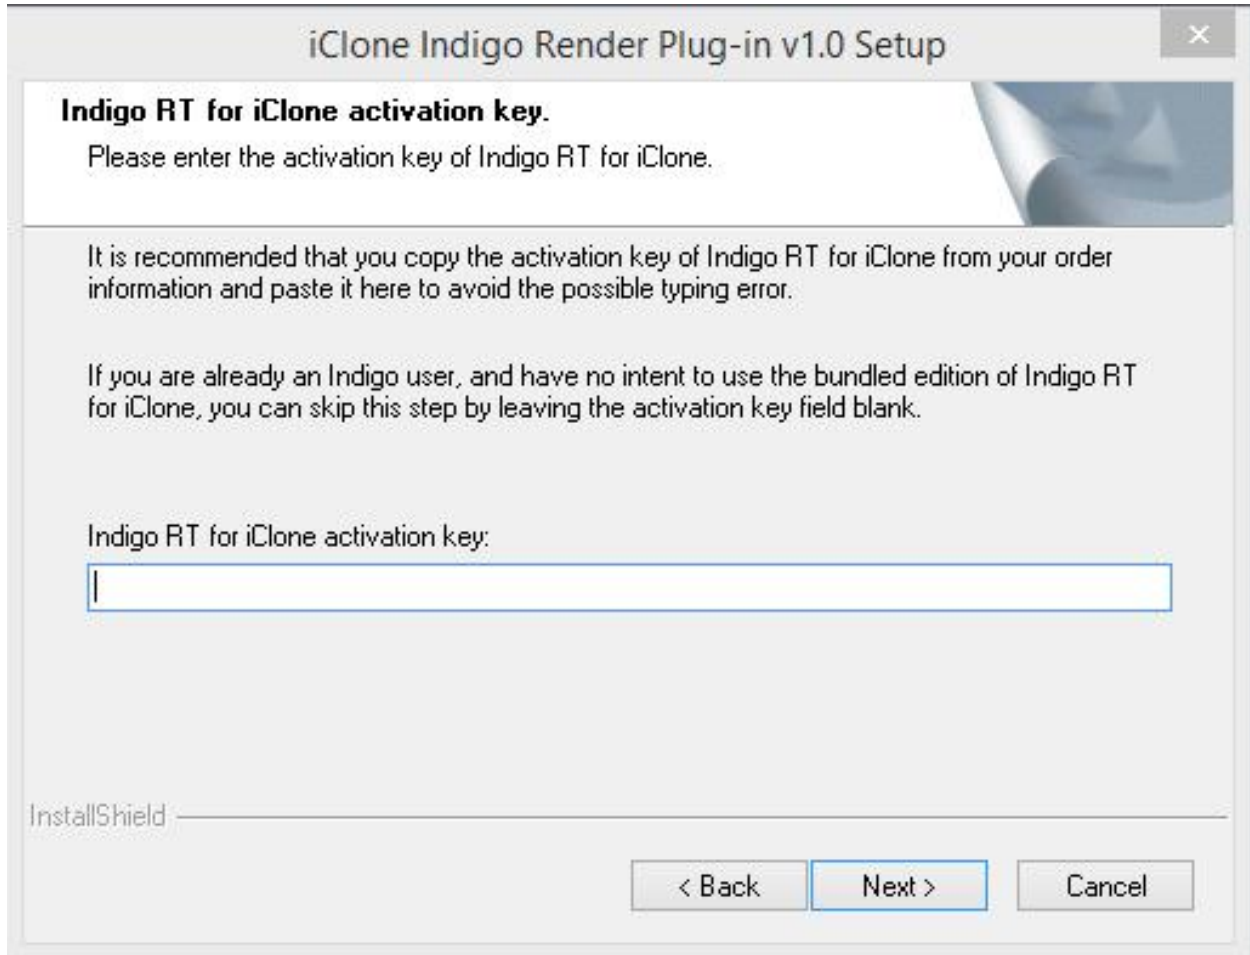 iClone Indigo Render Plug-in v1.0 Setup
Indigo RT for iClone activation key.
Please enter the activation key of Indigo RT for iClone.
It is recommended that you copy the activation key of Indigo RT for iClone from your order
information and paste it here to avoid the possible typing error.
If you are already an Indigo user, and have no intent to use the bundled edition of Indigo RT
for iClone, you can skip this step by leaving the activation key field blank.
Indigo RT for iClone activation key:
InstallShield
< Back Next > Cancel